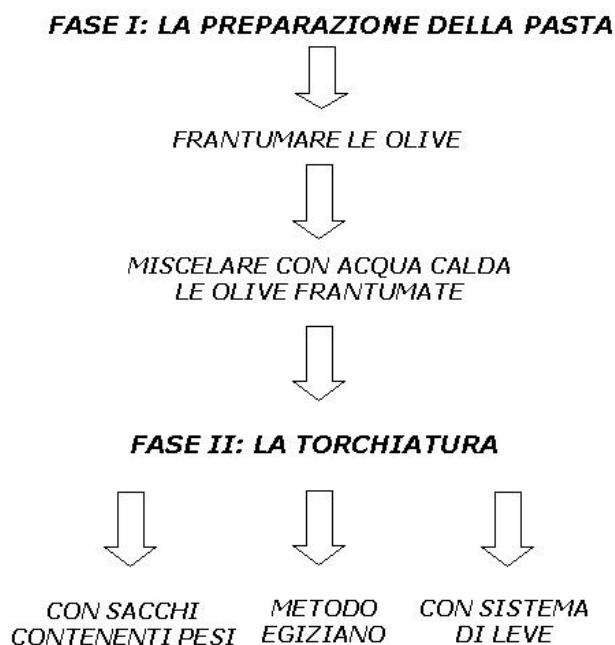 FASE I: LA PREPARAZIONE DELLA PASTA
FRANTUMARE LE OLIVE
MISCELARE CON ACQUA CALDA
LE OLIVE FRANTUMATE
FASE II: LA TORCHIATURA
CON SACCHI
CONTENENTI PESI
METODO
EGIZIANO
CON SISTEMA
DI LEVE